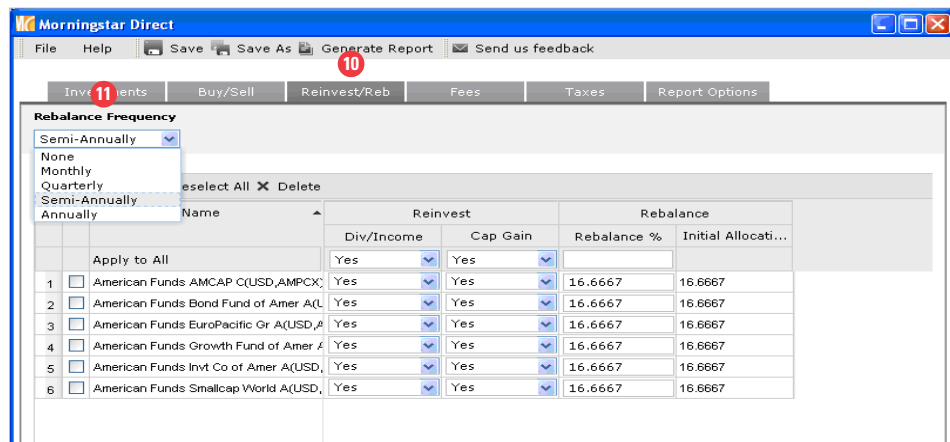 Morningstar Direct
File Help Save Save As Generate Report Send us feedback
10
11
Buy/Sell Reinvest/Reb Fees Taxes Report Options
Rebalance Frequency
Semi-Annually
None
Monthly
Quarterly
eselect All Delete
Semi-Annually
Annually
Name Reinvest Rebalance
Div/Income Cap Gain Rebalance % Initial Allocati...
Apply to All Yes Yes
1 American Funds AMCAP C(USD,AMPCX) Yes Yes 16.6667 16.6667
2 American Funds Bond Fund of Amer A(U Yes Yes 16.6667 16.6667
3 American Funds EuroPacific Gr A(USD,A Yes Yes 16.6667 16.6667
4 American Funds Growth Fund of Amer A Yes Yes 16.6667 16.6667
5 American Funds Invt Co of Amer A(USD, Yes Yes 16.6667 16.6667
6 American Funds Smallcap World A(USD, Yes Yes 16.6667 16.6667